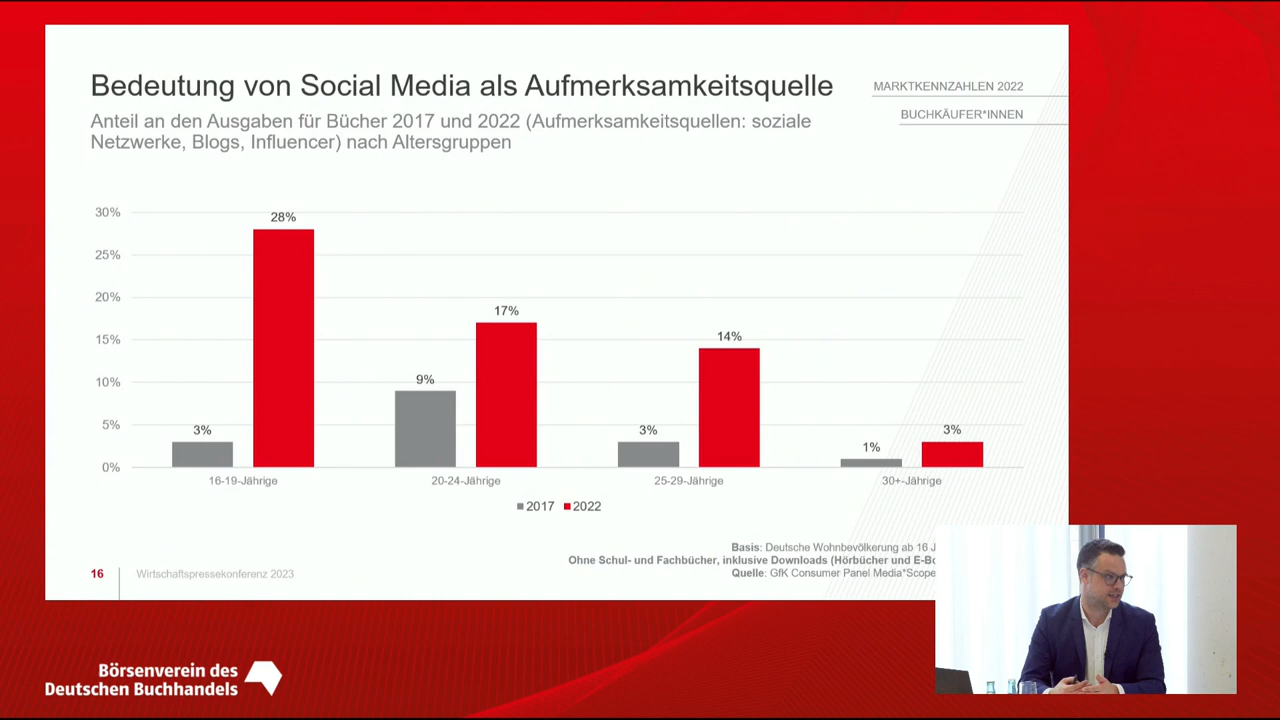 Bedeutung von Social Media als Aufmerksamkeitsquelle
MARKTKENNZAHLEN 2022
BUCHKÄUFER*INNEN
Anteil an den Ausgaben für Bücher 2017 und 2022 (Aufmerksamkeitsquellen: soziale
Netzwerke, Blogs, Influencer) nach Altersgruppen
30%
25%
20%
15%
10%
5%
0%
3%
28%
9%
17%
3%
14%
1%
3%
16-19-Jährige
20-24-Jährige
25-29-Jährige
30+-Jährige
2017
2022
Basis: Deutsche Wohnbevölkerung ab 16 J
Ohne Schul- und Fachbücher, inklusive Downloads (Hörbücher und E-Bo
Quelle: GfK Consumer Panel Media*Scope
16
Wirtschaftspressekonferenz 2023
Börsenverein des
Deutschen Buchhandels